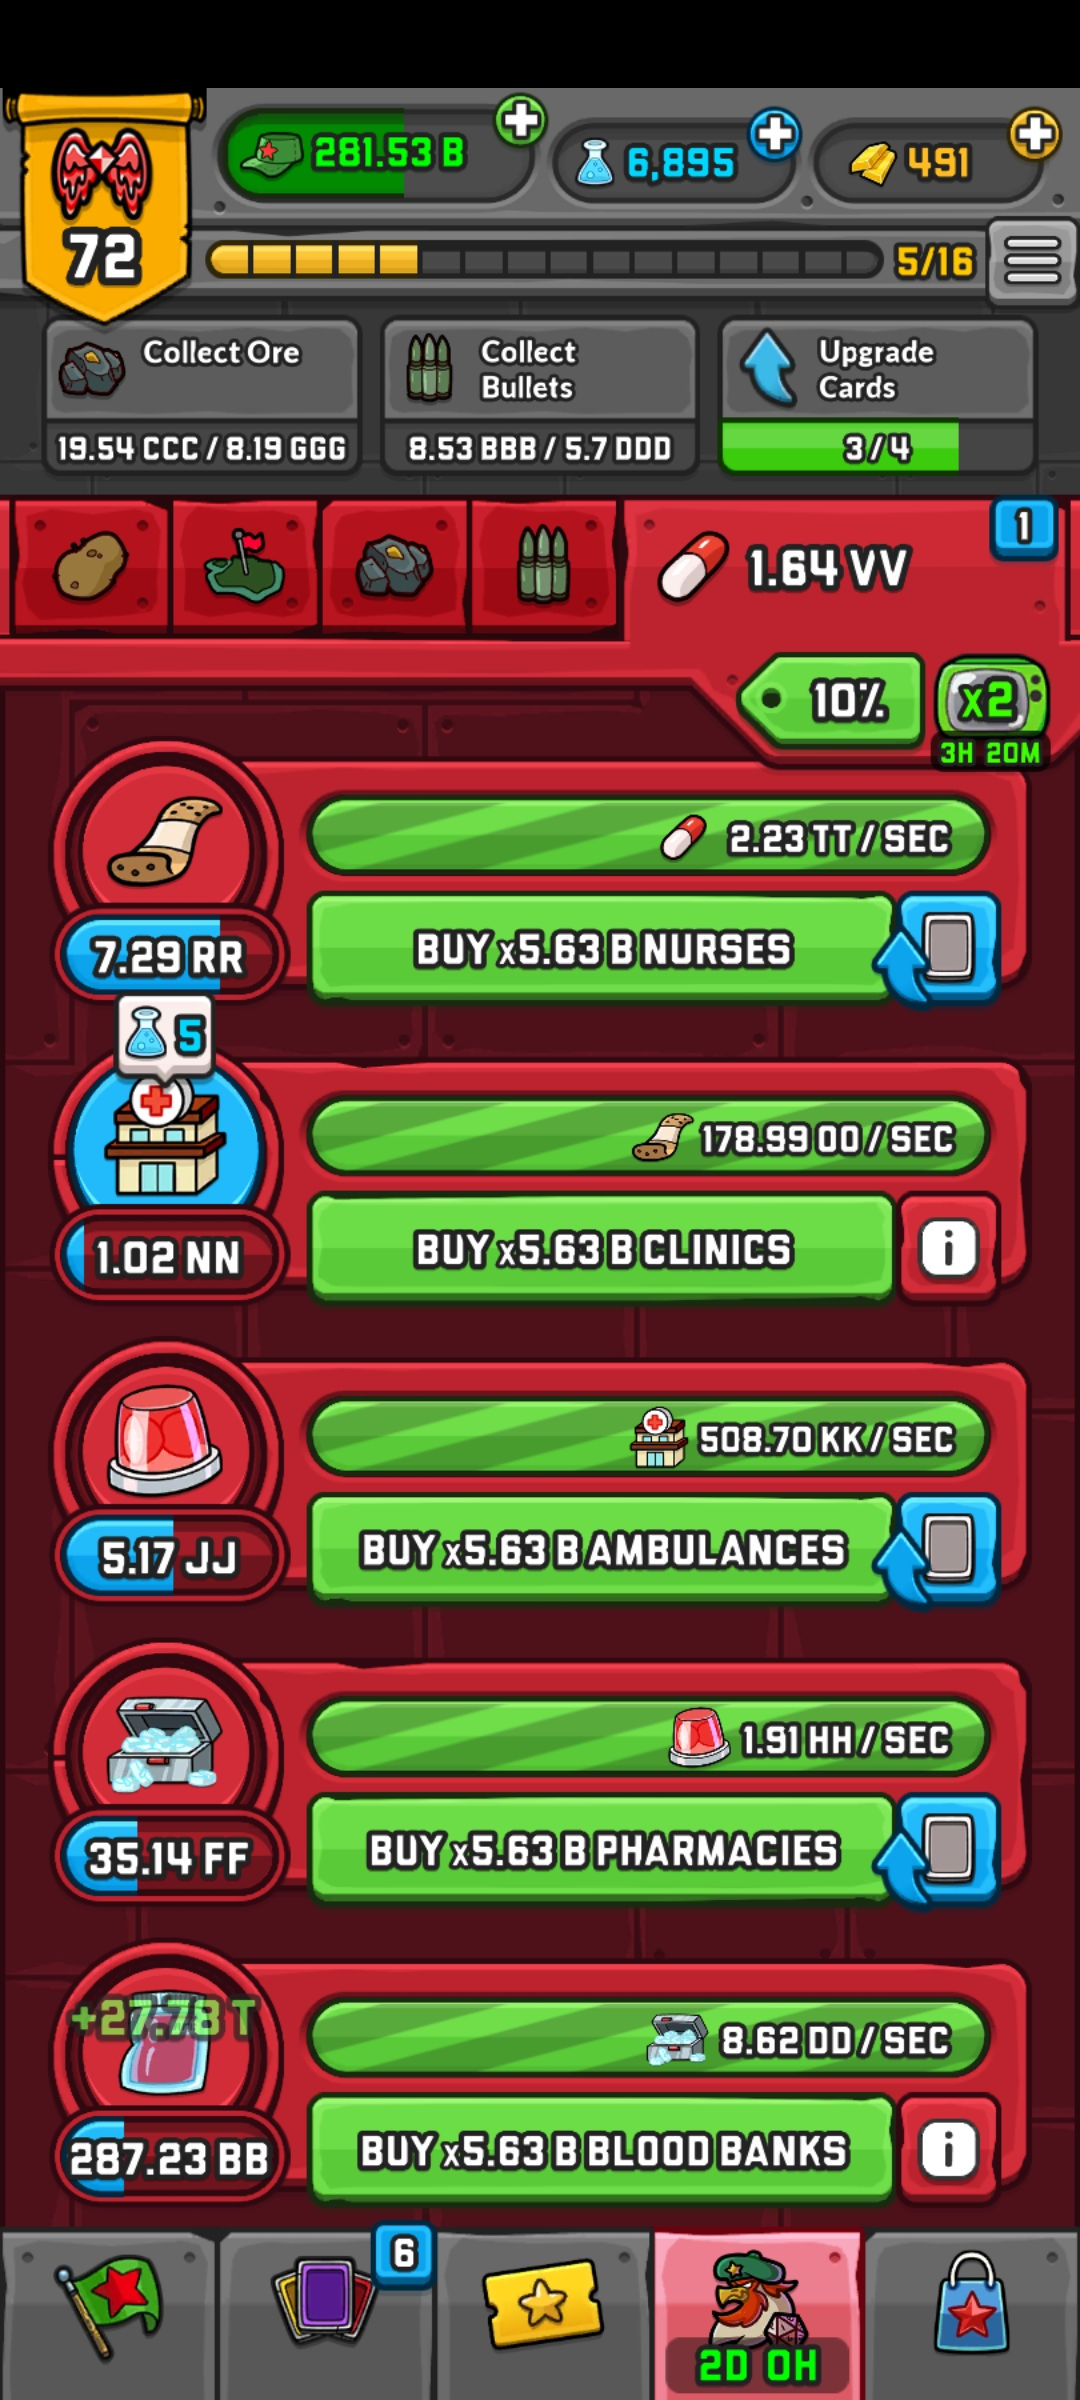 281.53 B
6,895
491
72
5/16
Collect Ore
19.54 CCC / 8.19 GGG
Collect
Bullets
8.53 BBB / 5.7 DDD
Upgrade
Cards
3/4
1.64 VV
1
10%
x2
3H 20M
2.23 TT / SEC
BUY x5.63 B NURSES
7.29 RR
5
178.99 OO / SEC
BUY x5.63 B CLINICS
i
1.02 NN
508.70 KK / SEC
BUY x5.63 B AMBULANCES
5.17 JJ
1.91 HH / SEC
BUY x5.63 B PHARMACIES
35.14 FF
+27.78 T
8.62 DD / SEC
BUY x5.63 B BLOOD BANKS
i
287.23 BB
6
2D 0H